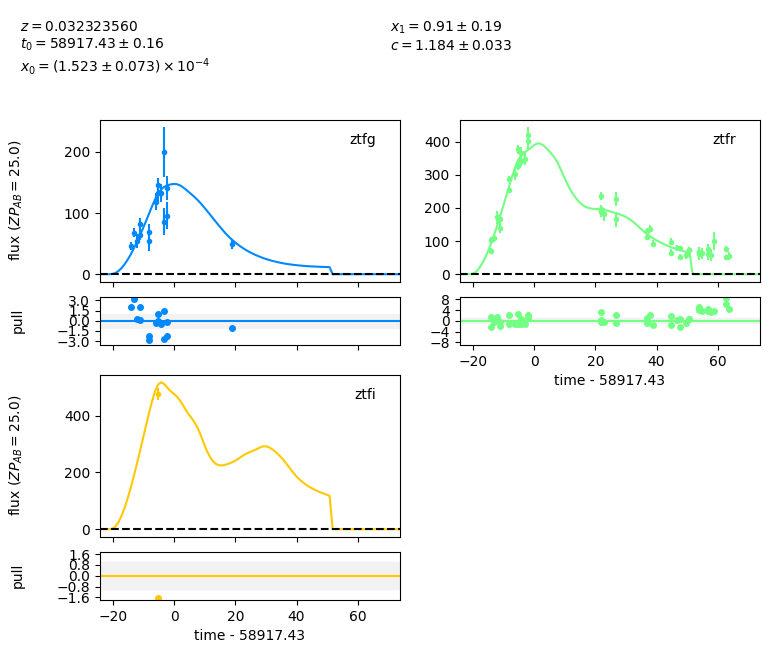 z = 0.032323560
t₀ = 58917.43 ± 0.16
x₀ = (1.523 ± 0.073) × 10⁻⁴
x₁ = 0.91 ± 0.19
c = 1.184 ± 0.033
flux (ZP_AB = 25.0)
200
100
0
ztfg
400
300
200
100
0
ztfr
pull
3.0
1.5
0.0
−1.5
−3.0
8
4
0
−4
−8
−20
0
20
40
60
time - 58917.43
flux (ZP_AB = 25.0)
400
200
0
ztfi
pull
1.6
0.8
0.0
−0.8
−1.6
−20
0
20
40
60
time - 58917.43